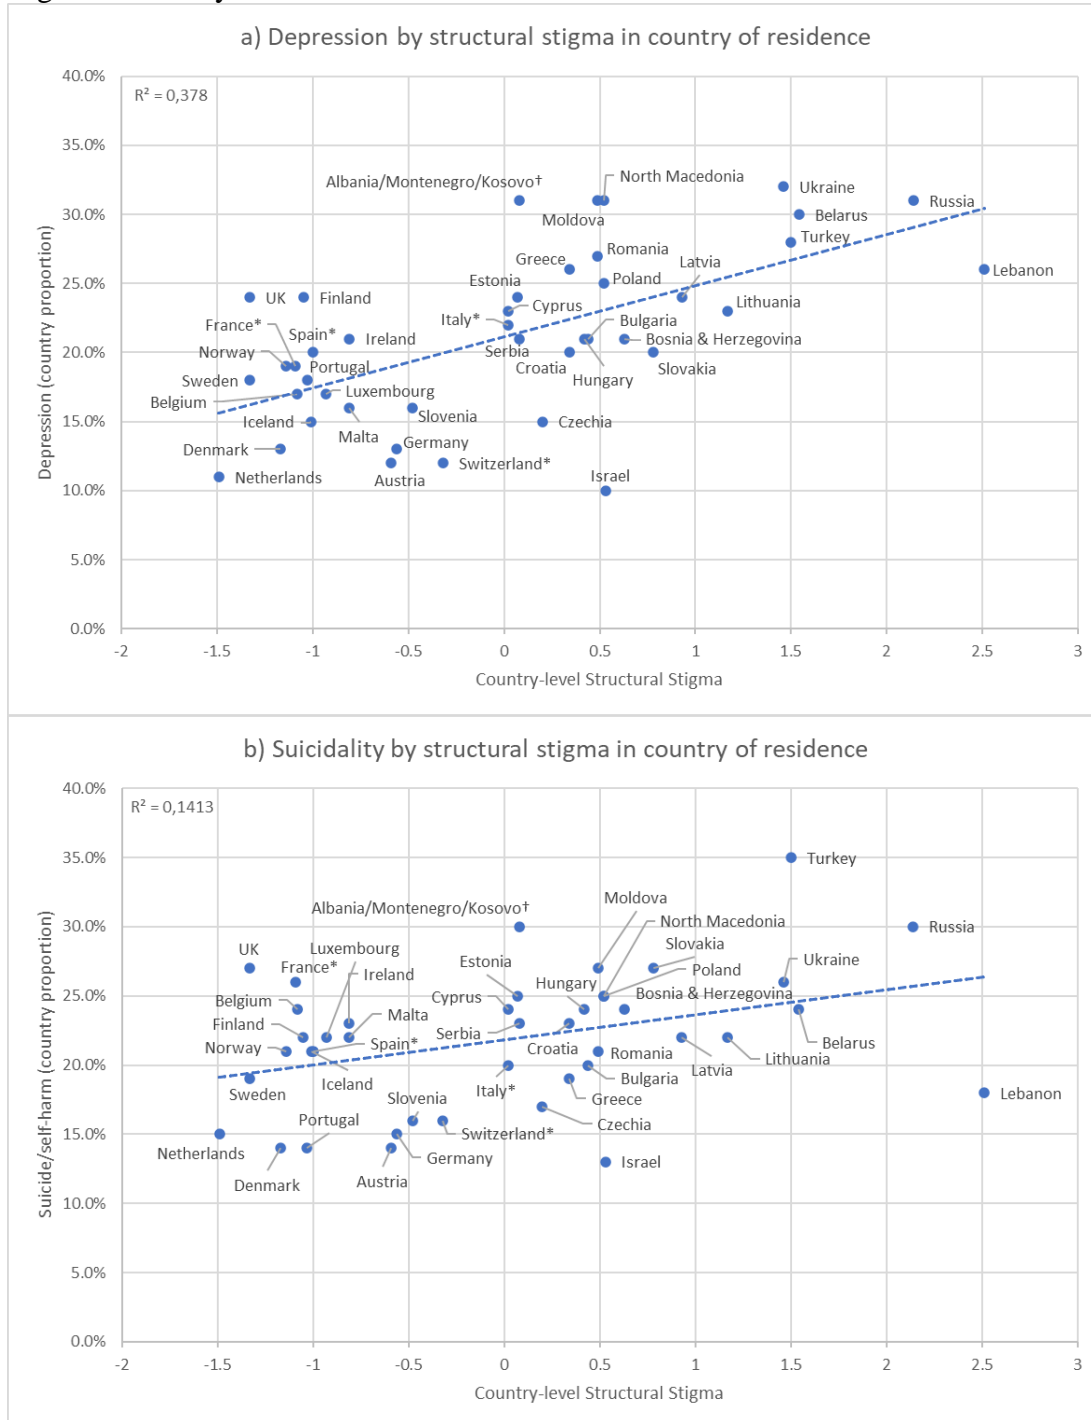 a) Depression by structural stigma in country of residence
40.0%
R² = 0,378
35.0%
Albania/Montenegro/Kosovo†
North Macedonia
Ukraine
Russia
30.0%
Moldova
Belarus
Turkey
Romania
Greece
Latvia
Lebanon
25.0%
Estonia
Poland
UK
Finland
Cyprus
Lithuania
France*
Italy*
Bulgaria
Spain*
Ireland
Bosnia & Herzegovina
20.0%
Norway
Serbia
Portugal
Croatia
Slovakia
Sweden
Hungary
Belgium
Luxembourg
Iceland
Slovenia
15.0%
Czechia
Malta
Denmark
Germany
Switzerland*
Netherlands
Austria
Israel
10.0%
5.0%
0.0%
-2 -1.5 -1 -0.5 0 0.5 1 1.5 2 2.5 3
Country-level Structural Stigma
Depression (country proportion)
b) Suicidality by structural stigma in country of residence
40.0%
R² = 0,1413
35.0%
Turkey
Moldova
Albania/Montenegro/Kosovo†
North Macedonia
30.0%
Russia
UK
Luxembourg
Slovakia
France*
Ireland
Estonia
Poland
Ukraine
Hungary
25.0%
Belgium
Cyprus
Bosnia & Herzegovina
Malta
Finland
Serbia
Belarus
Norway
Spain*
Croatia
Romania
Lithuania
20.0%
Iceland
Italy*
Bulgaria
Latvia
Sweden
Slovenia
Greece
Lebanon
Portugal
Czechia
15.0%
Switzerland*
Netherlands
Germany
Israel
Denmark
Austria
10.0%
5.0%
0.0%
-2 -1.5 -1 -0.5 0 0.5 1 1.5 2 2.5 3
Country-level Structural Stigma
Suicide/self-harm (country proportion)